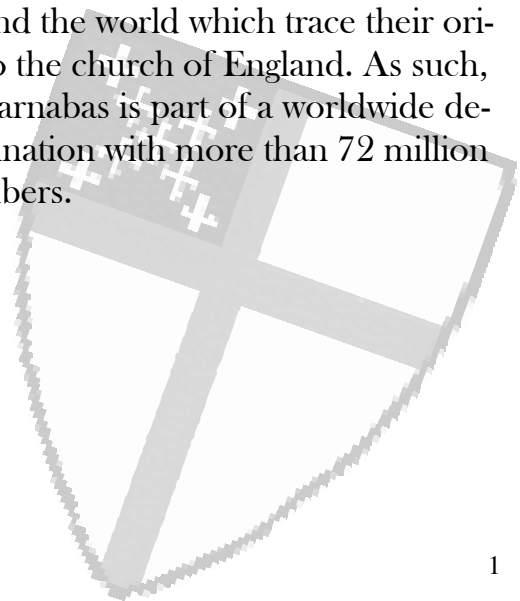 nd the world which trace their ori-
o the church of England. As such,
arnabas is part of a worldwide de-
nation with more than 72 million
bers.
1